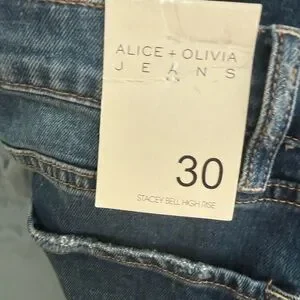 ALICE + OLIVIA
JEANS
30
STACEY BELL HIGH RISE